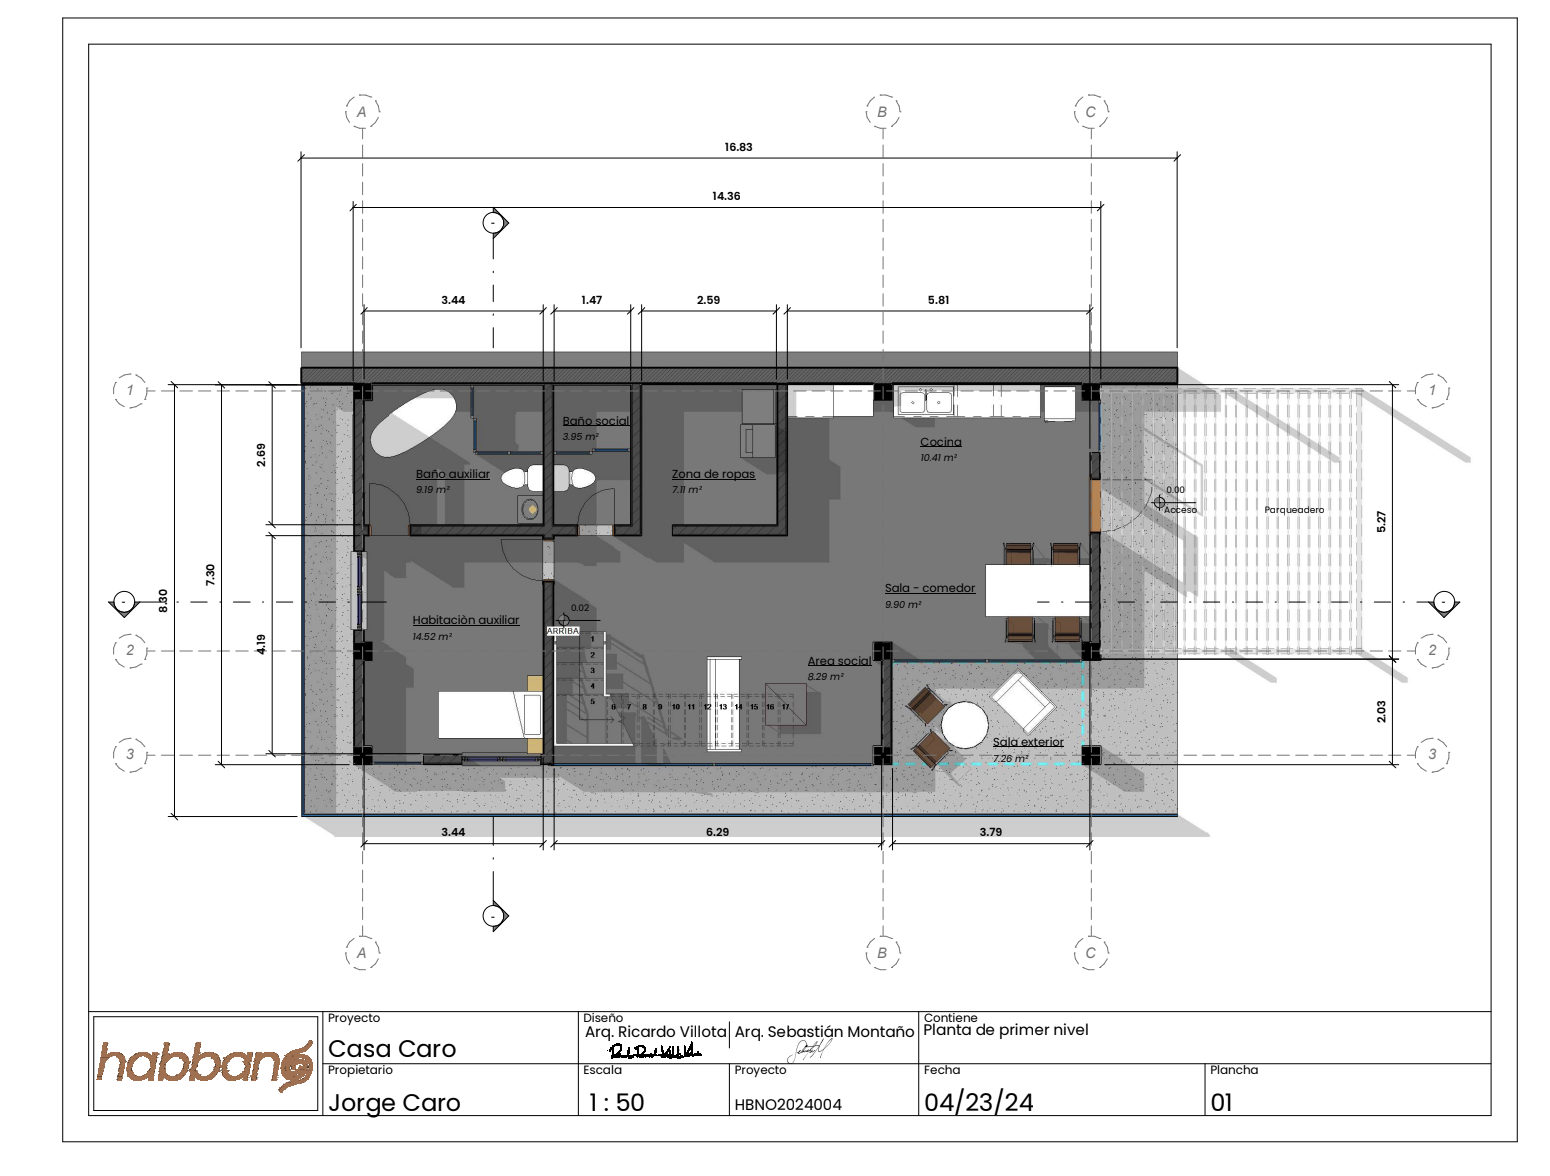 A
B
C
16.83
14.36
3.44
1.47
2.59
5.81
1
1
Baño social
3.95 m²
Cocina
10.41 m²
2.69
Baño auxiliar
9.19 m²
Zona de ropas
7.11 m²
0.00
Acceso
Parqueadero
5.27
7.30
8.30
Sala - comedor
9.90 m²
0.02
ARRIBA
Habitaciòn auxiliar
14.52 m²
4.19
2
2
1
2
3
4
5
6 7 8 9 10 11 12 13 14 15 16 17
Area social
8.29 m²
2.03
Sala exterior
7.26 m²
3
3
3.44
6.29
3.79
A
B
C
habbano
Proyecto
Casa Caro
Diseño
Arq. Ricardo Villota
Arq. Sebastián Montaño
Contiene
Planta de primer nivel
Propietario
Jorge Caro
Escala
1 : 50
Proyecto
HBNO2024004
Fecha
04/23/24
Plancha
01